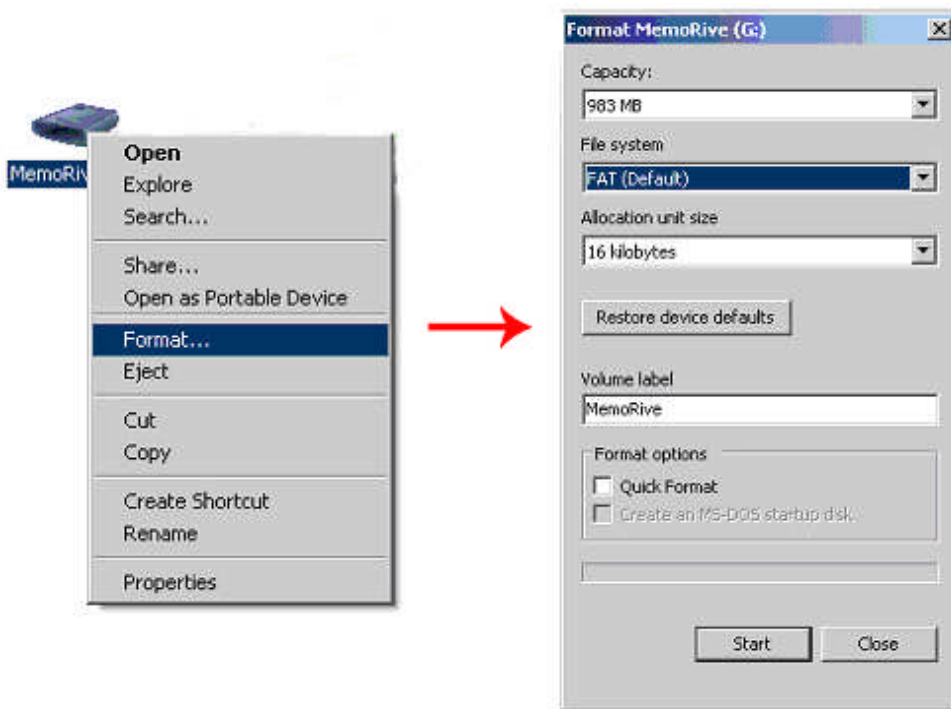 MemoRiv
Open
Explore
Search...
Share...
Open as Portable Device
Format...
Eject
Cut
Copy
Create Shortcut
Rename
Properties
Format MemoRive (G:)
Capacity:
983 MB
File system
FAT (Default)
Allocation unit size
16 kilobytes
Restore device defaults
Volume label
MemoRive
Format options
Quick Format
Create an MS-DOS startup disk
Start
Close